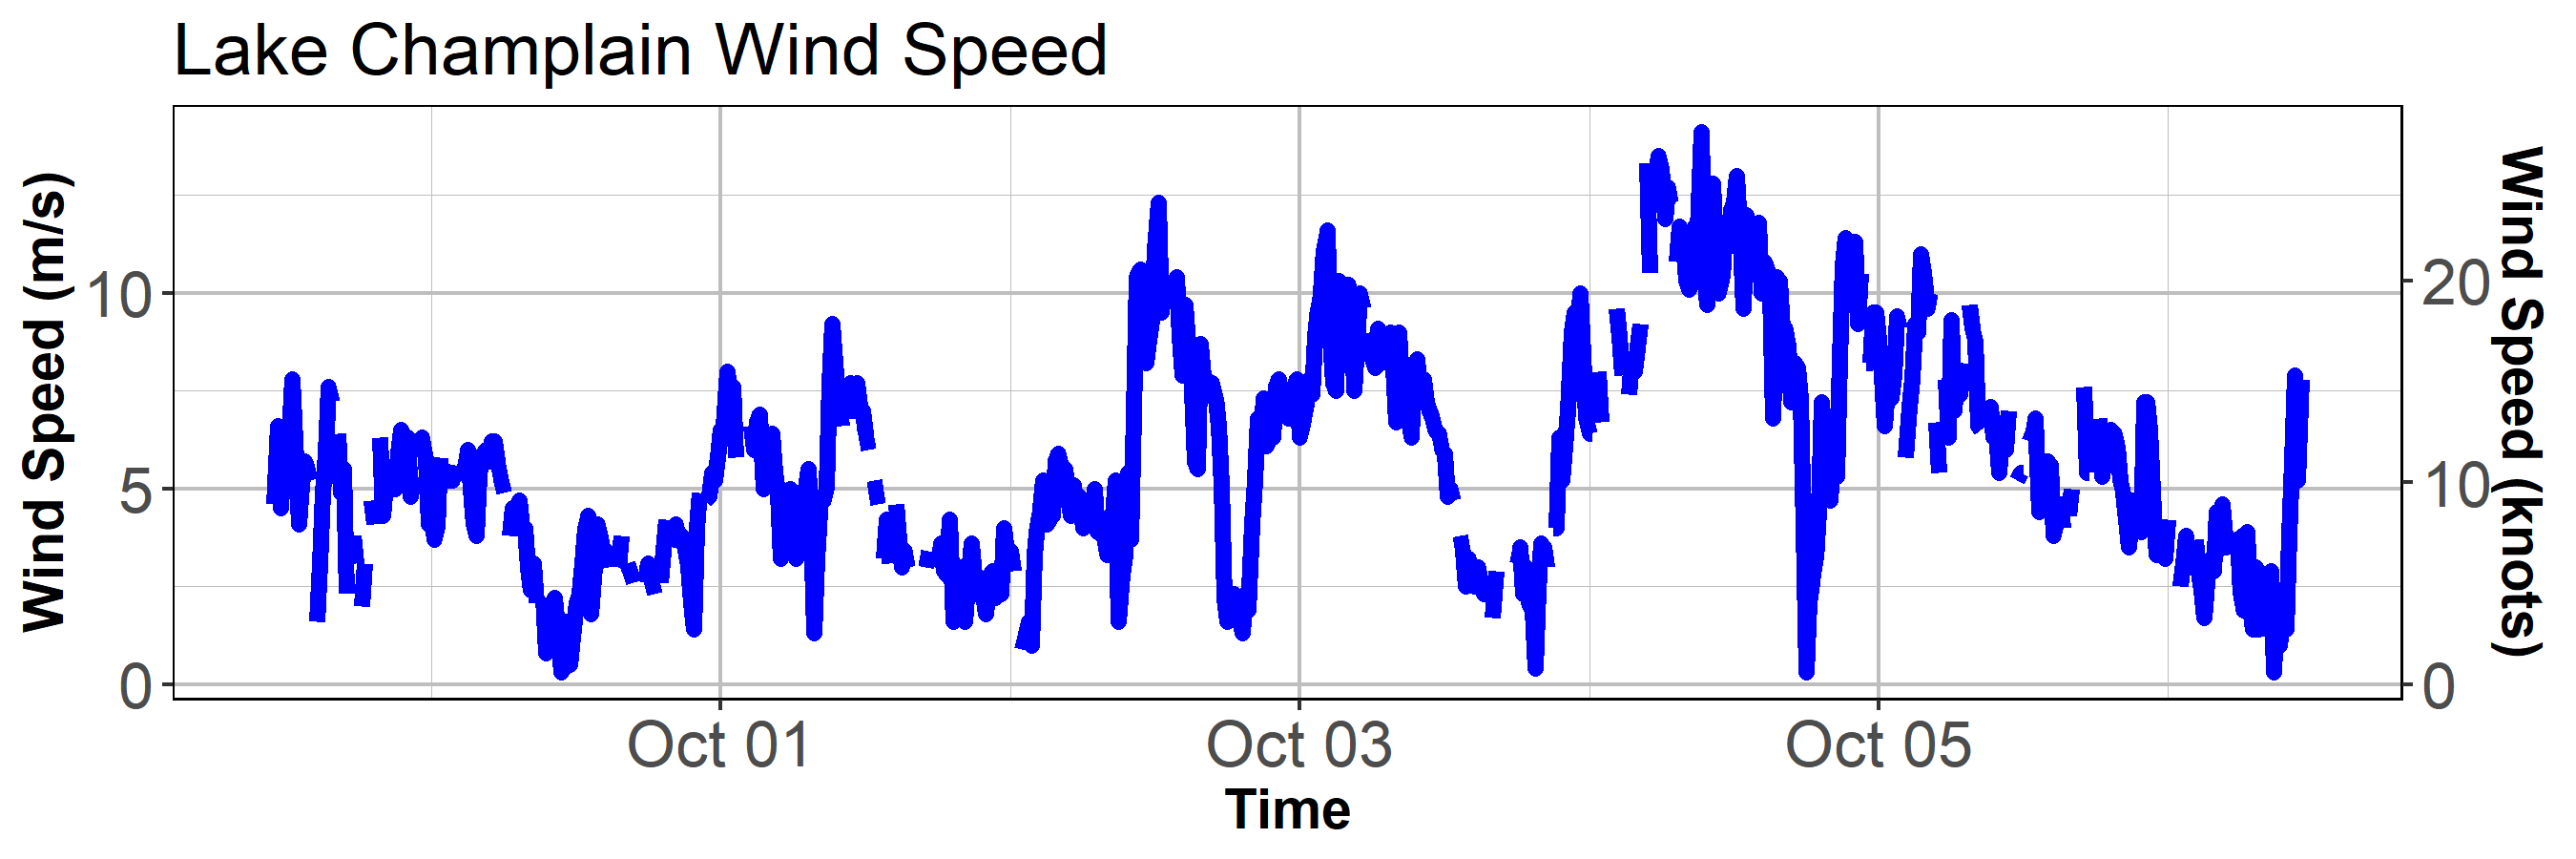 Lake Champlain Wind Speed
Wind Speed (m/s)
10
5
0
20
10
0
Wind Speed (knots)
Oct 01
Oct 03
Oct 05
Time